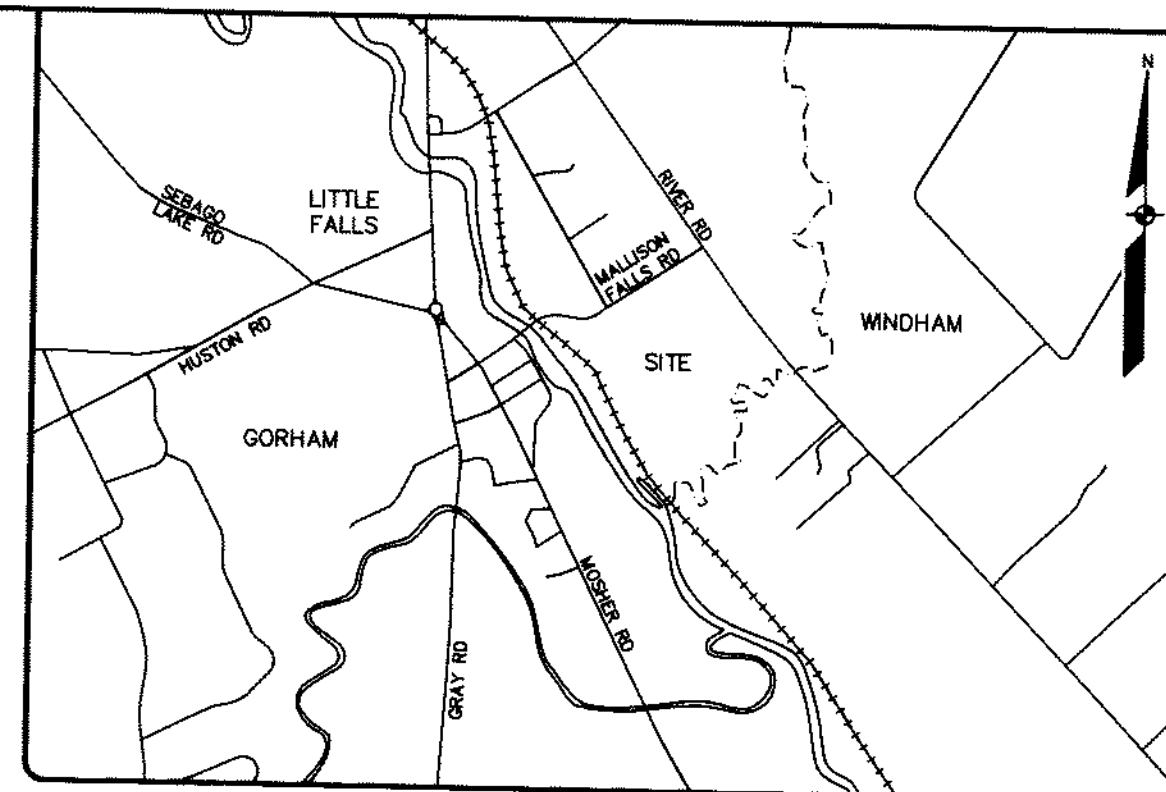 N
SEBAGO
LAKE RD
LITTLE
FALLS
RIVER RD
MALLISON
FALLS RD
HUSTON RD
WINDHAM
SITE
GORHAM
MOSHER RD
GRAY RD